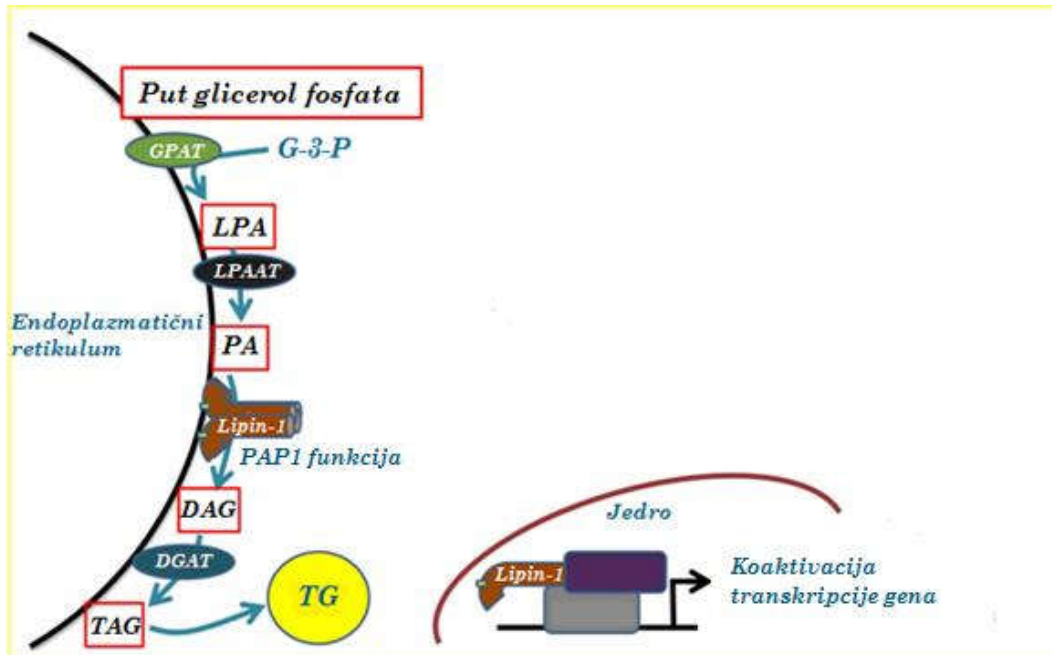 Put glicerol fosfata
GPAT
G-3-P
LPA
LPAAT
Endoplazmatični
retikulum
PA
Lipin-1
PAP1 funkcija
DAG
DGAT
TAG
TG
Jedro
Lipin-1
Koaktivacija
transkripcije gena